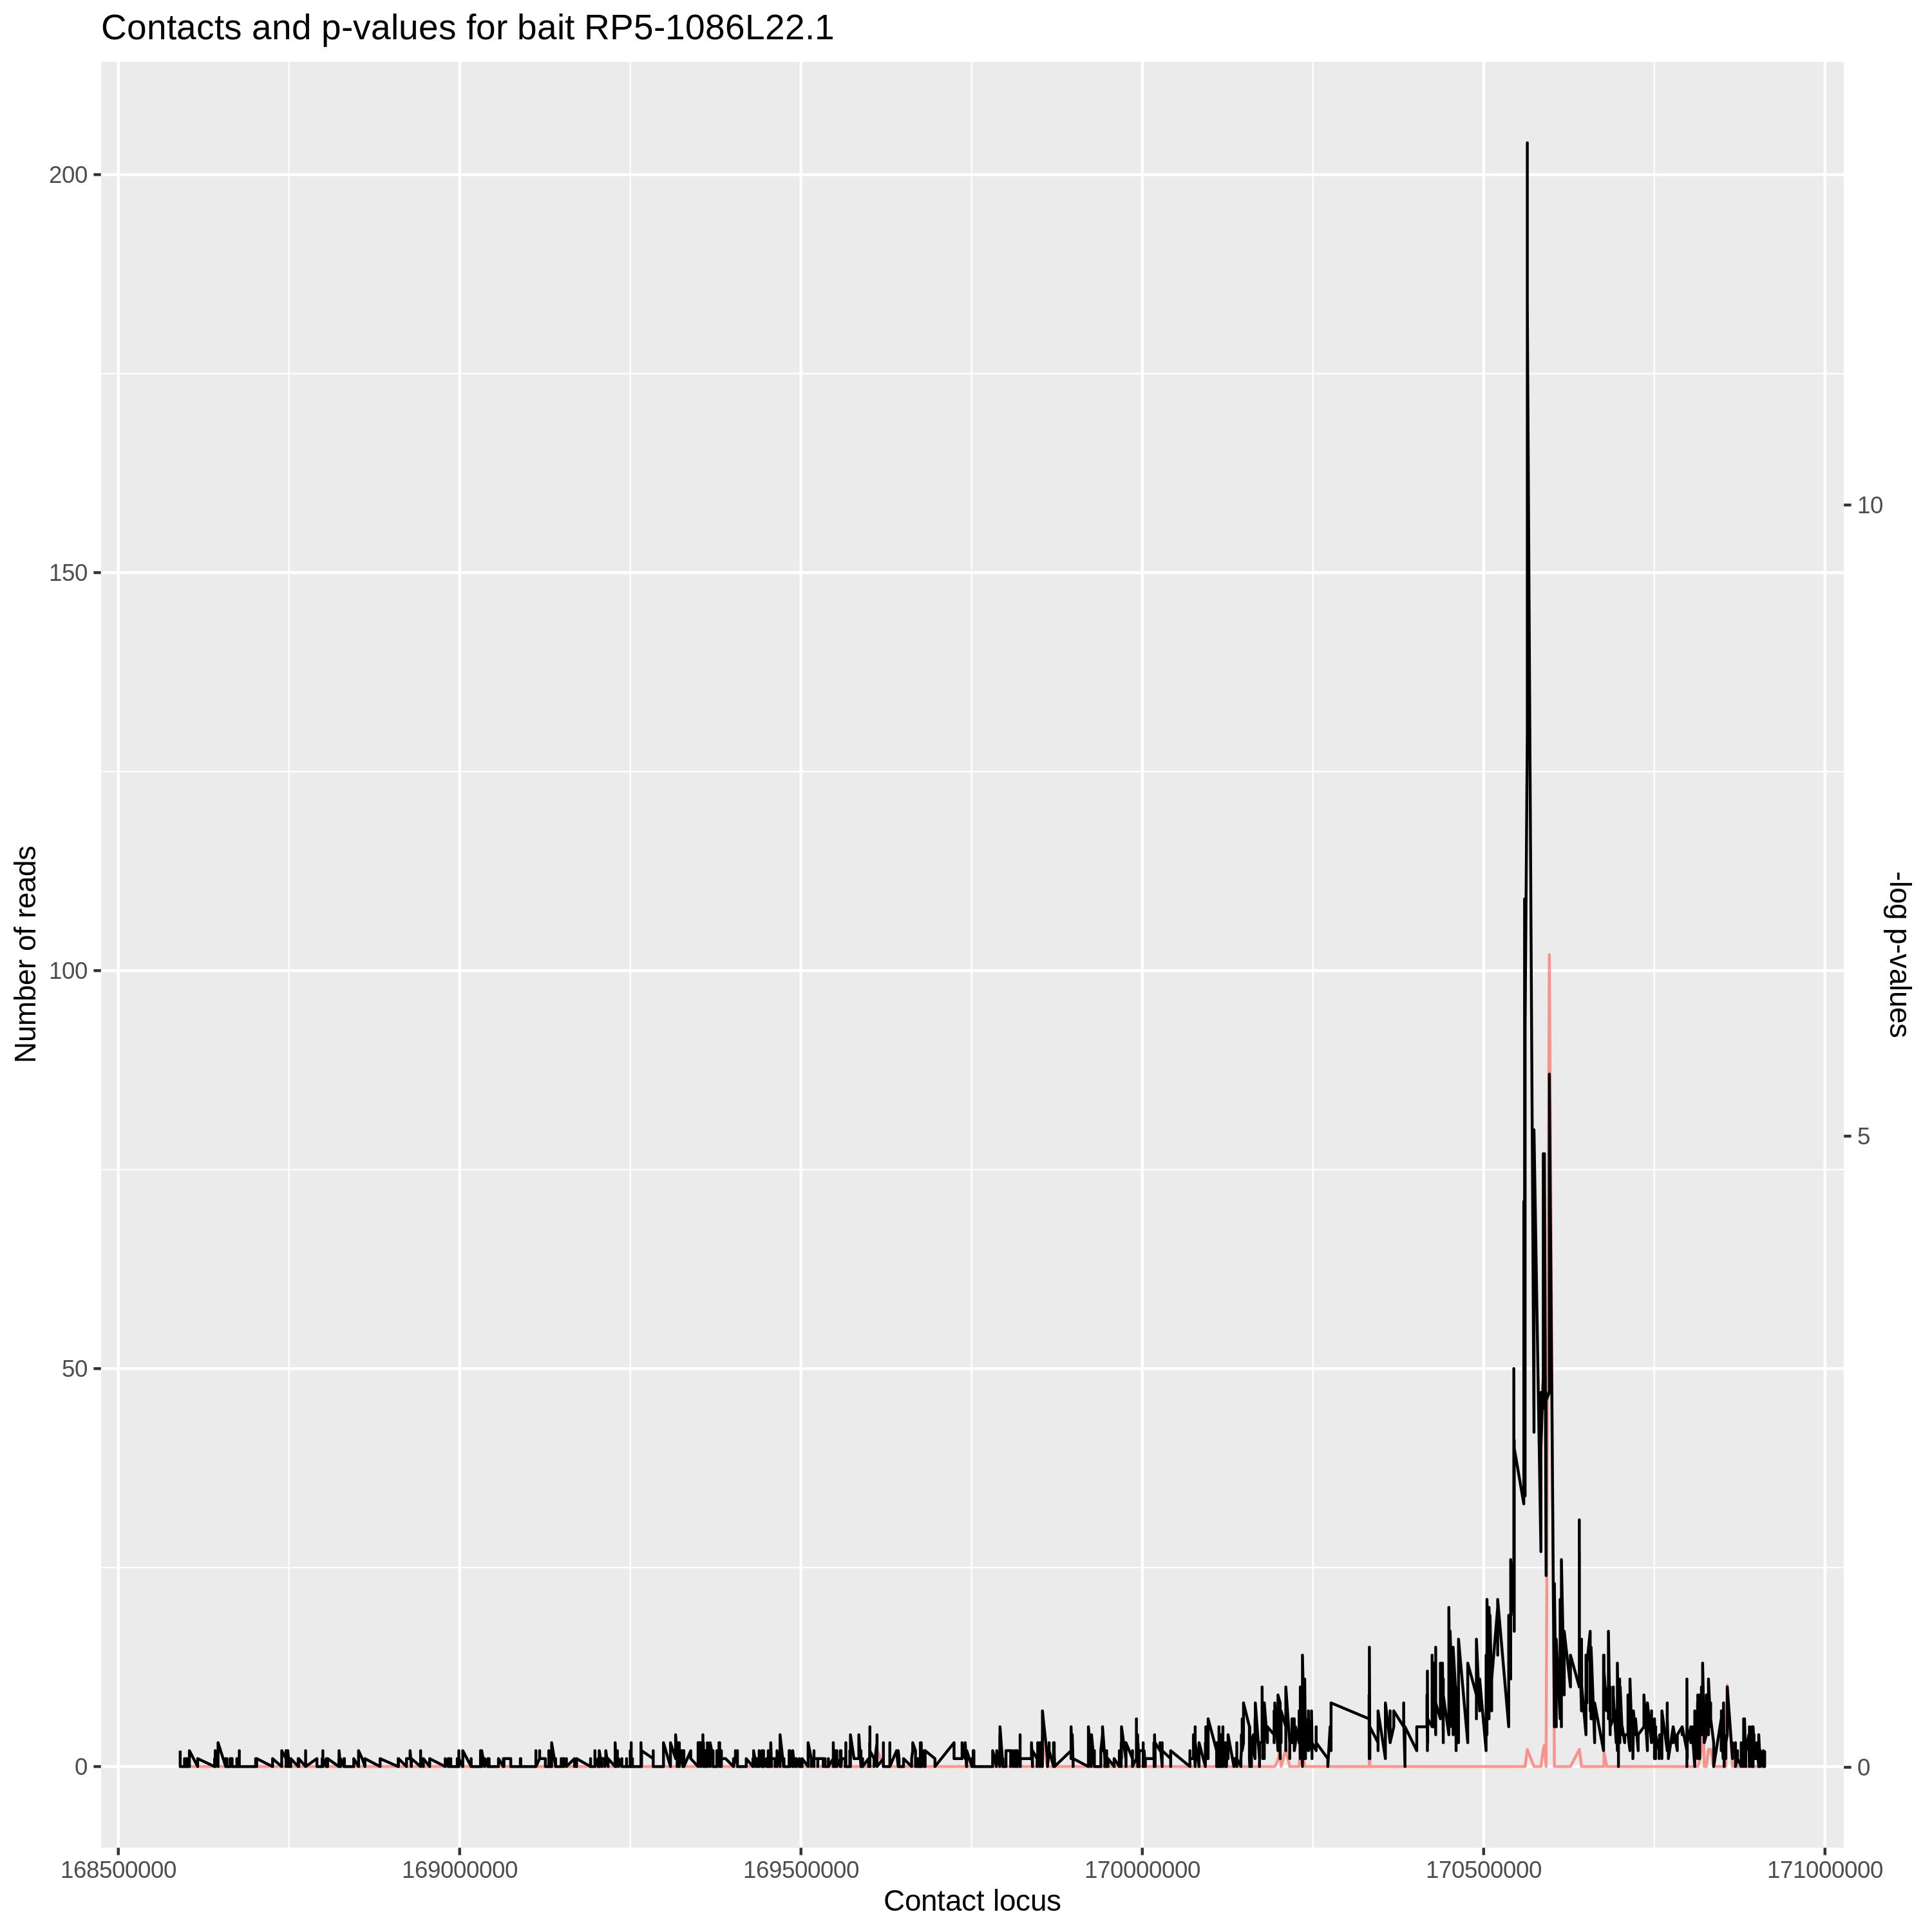 Contacts and p-values for bait RP5-1086L22.1
200
150
100
50
0
Number of reads
10
5
0
-log p-values
168500000 169000000 169500000 170000000 170500000 171000000
Contact locus